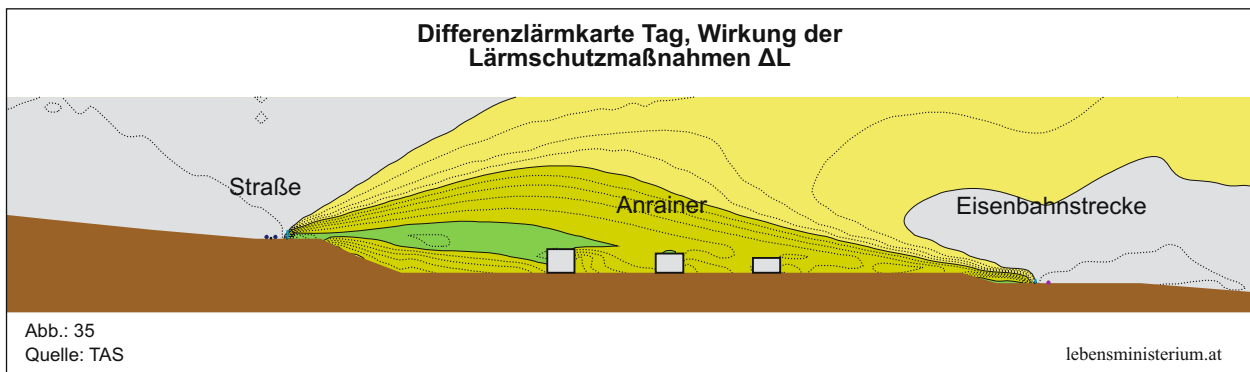 Differenzlärmkarte Tag, Wirkung der
Lärmschutzmaßnahmen ΔL
Straße
Anrainer
Eisenbahnstrecke
Abb.: 35
Quelle: TAS
lebensministerium.at